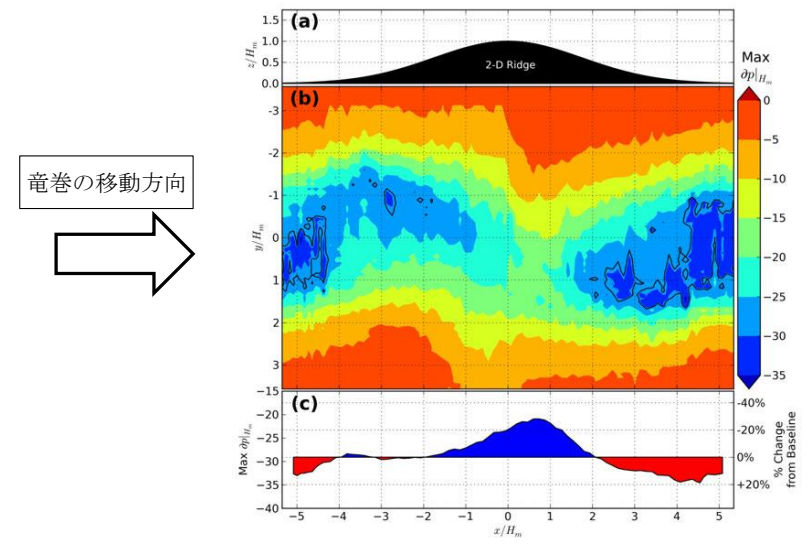 (a)
z/Hₘ
1.5
1.0
0.5
0.0
2-D Ridge
竜巻の移動方向
(b)
y/Hₘ
-3
-2
-1
0
1
2
3
Max
∂p|Hₘ
0
−5
−10
−15
−20
−25
−30
−35
(c)
Max ∂p|Hₘ
−15
−20
−25
−30
−35
−40
-40%
-20%
0%
+20%
% Change
from Baseline
−5 −4 −3 −2 −1 0 1 2 3 4 5
x/Hₘ